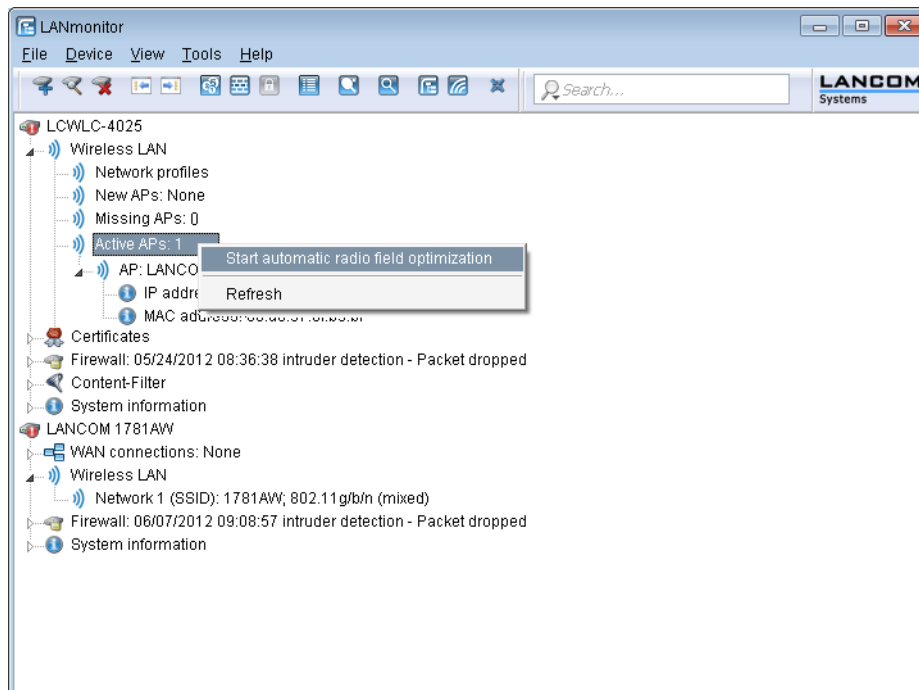 LANmonitor
File Device View Tools Help
Search...
LANCOM
Systems
LCWLC-4025
Wireless LAN
Network profiles
New APs: None
Missing APs: 0
Active APs: 1
Start automatic radio field optimization
AP: LANCO
IP addre
Refresh
MAC address:
Certificates
Firewall: 05/24/2012 08:36:38 intruder detection - Packet dropped
Content-Filter
System information
LANCOM 1781AW
WAN connections: None
Wireless LAN
Network 1 (SSID): 1781AW; 802.11g/b/n (mixed)
Firewall: 06/07/2012 09:08:57 intruder detection - Packet dropped
System information